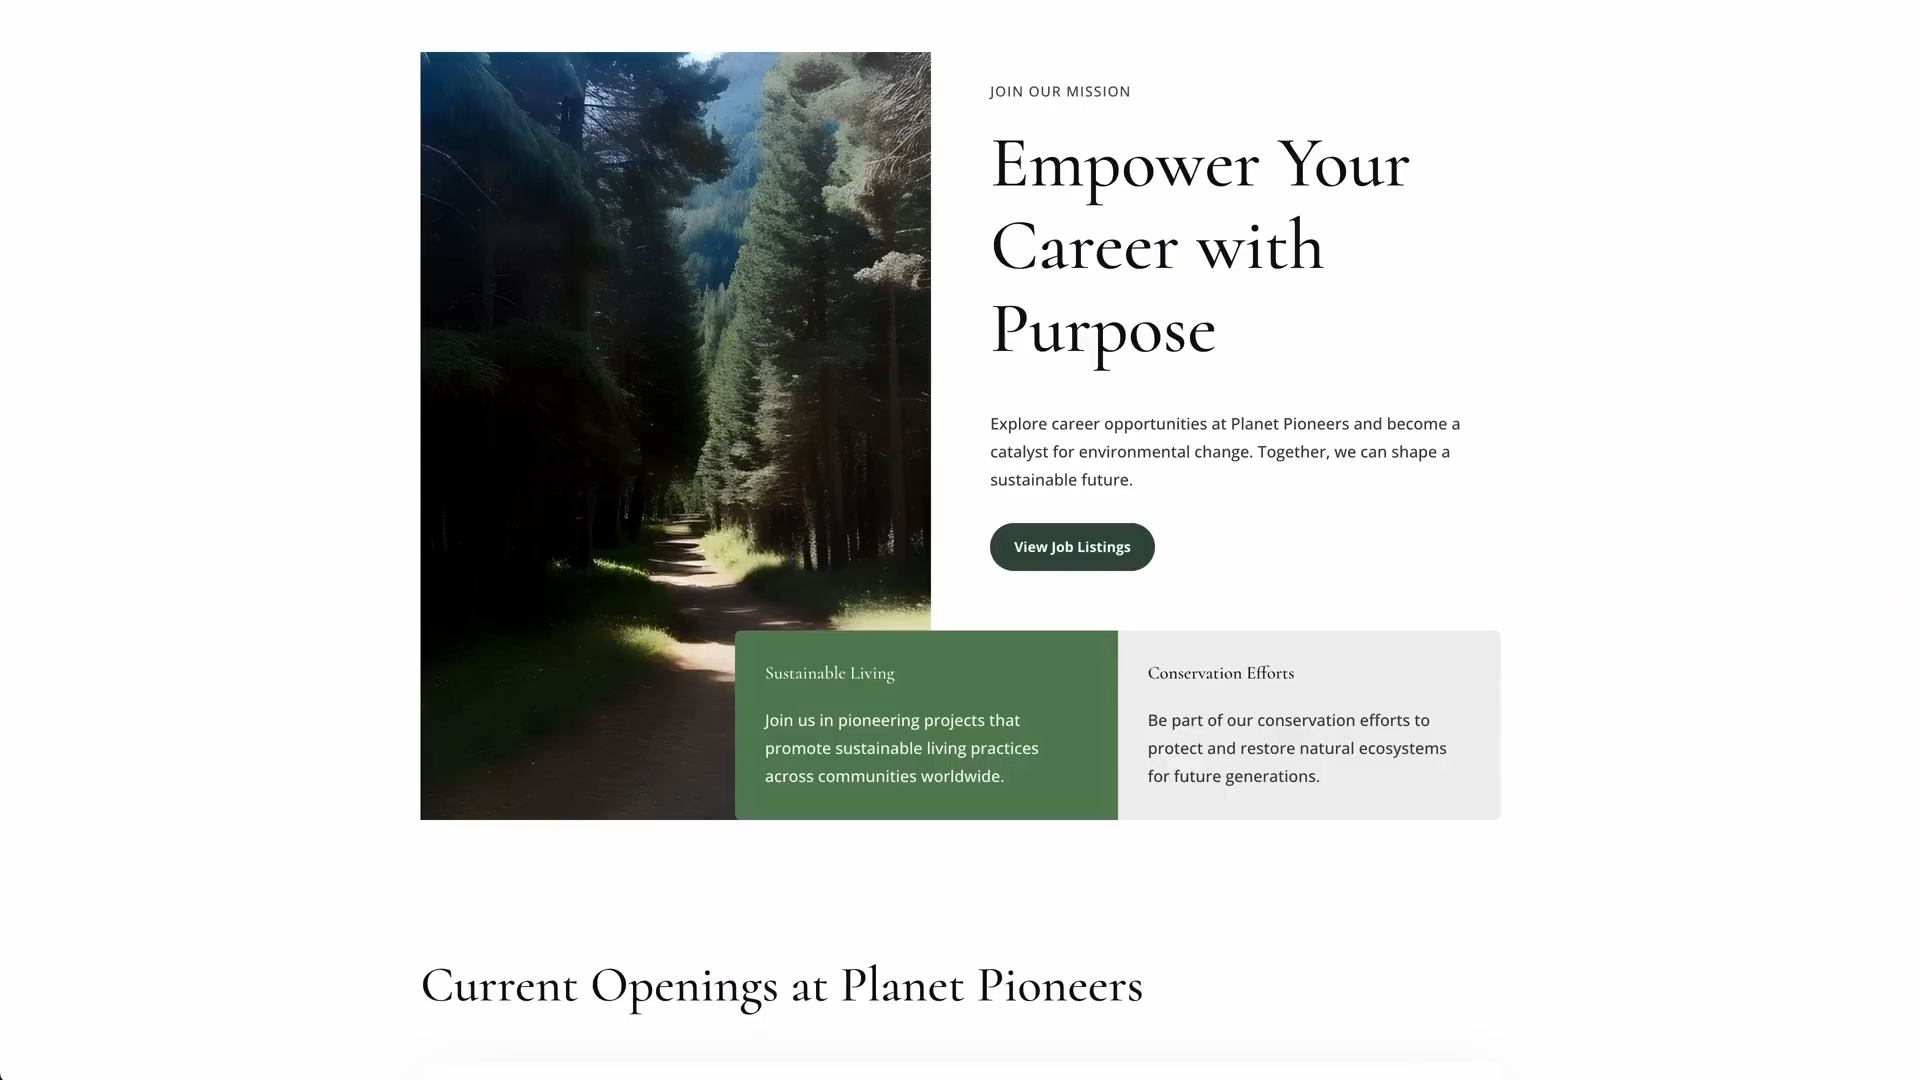 JOIN OUR MISSION
Empower Your
Career with
Purpose
Explore career opportunities at Planet Pioneers and become a
catalyst for environmental change. Together, we can shape a
sustainable future.
View Job Listings
Sustainable Living
Join us in pioneering projects that
promote sustainable living practices
across communities worldwide.
Conservation Efforts
Be part of our conservation efforts to
protect and restore natural ecosystems
for future generations.
Current Openings at Planet Pioneers